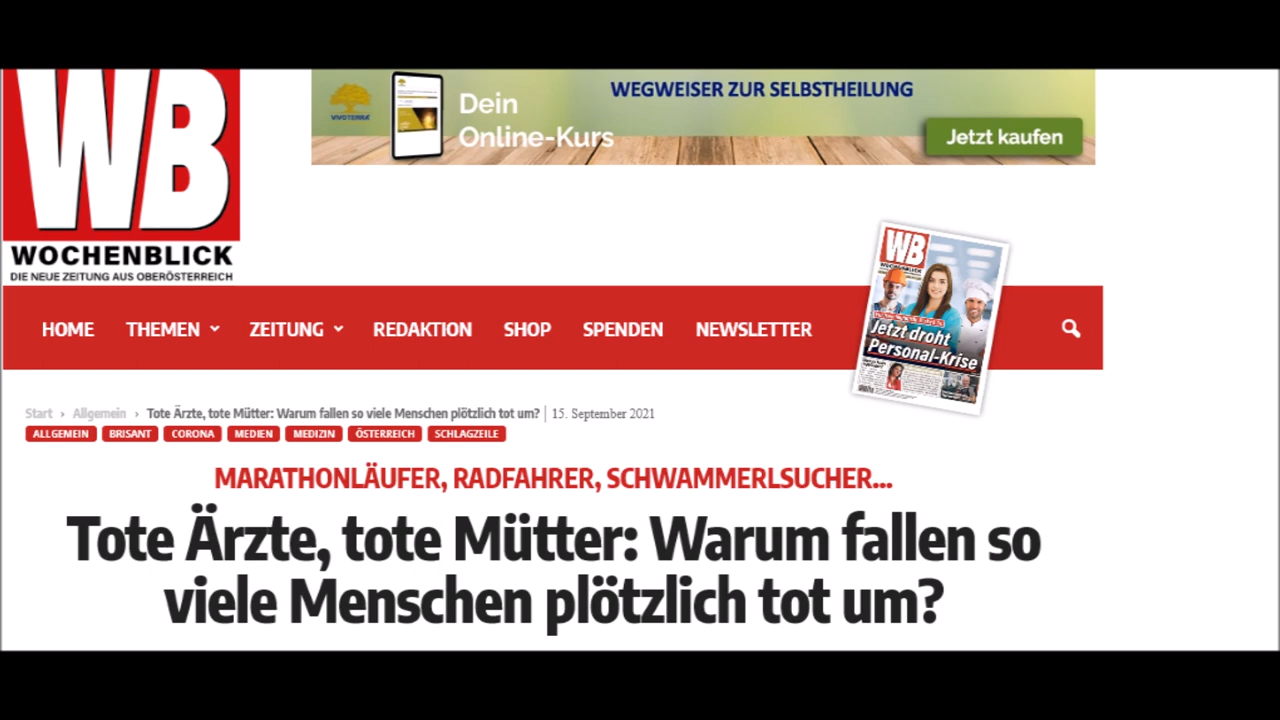 WB
WOCHENBLICK
DIE NEUE ZEITUNG AUS OBERÖSTERREICH
VIVOTERRA
Dein
Online-Kurs
WEGWEISER ZUR SELBSTHEILUNG
Jetzt kaufen
HOME THEMEN ZEITUNG REDAKTION SHOP SPENDEN NEWSLETTER
WB
WOCHENBLICK
Jetzt droht
Personal-Krise
Start › Allgemein › Tote Ärzte, tote Mütter: Warum fallen so viele Menschen plötzlich tot um? | 15. September 2021
ALLGEMEIN BRISANT CORONA MEDIEN MEDIZIN ÖSTERREICH SCHLAGZEILE
MARATHONLÄUFER, RADFAHRER, SCHWAMMERLSUCHER...
Tote Ärzte, tote Mütter: Warum fallen so
viele Menschen plötzlich tot um?